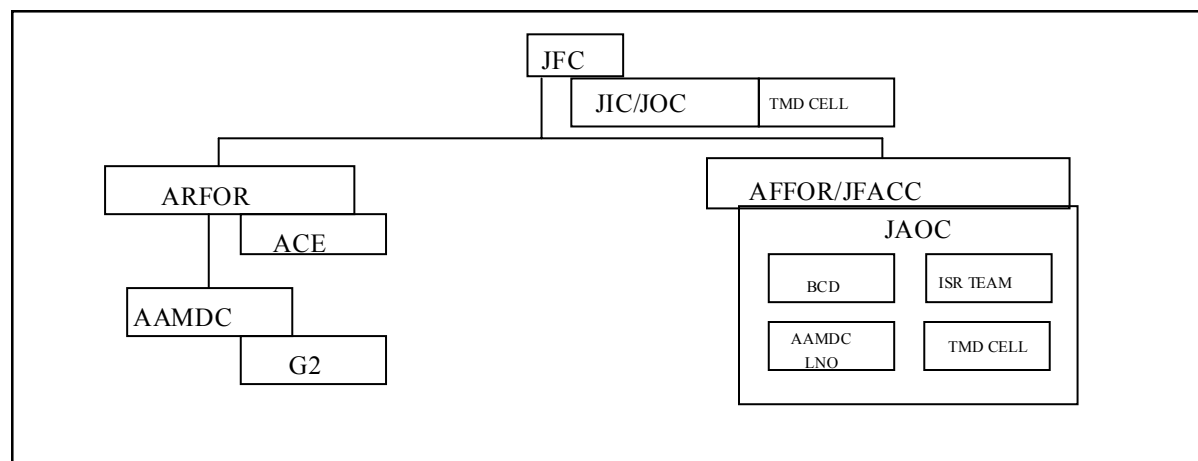 JFC
JIC/JOC
TMD CELL
ARFOR
AFFOR/JFACC
ACE
JAOC
BCD
ISR TEAM
AAMDC
G2
AAMDC
LNO
TMD CELL